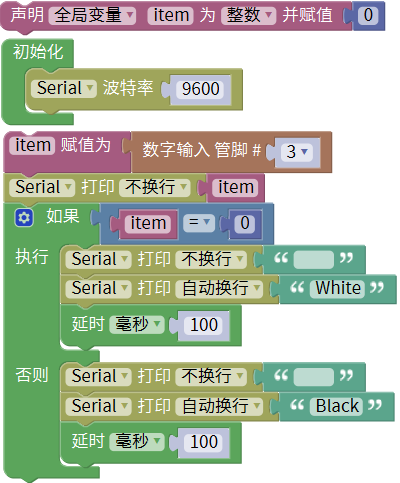 声明 全局变量 item 为 整数 并赋值 0
初始化
Serial 波特率 9600
item 赋值为 数字输入 管脚 # 3
Serial 打印 不换行 item
如果 item = 0
执行 Serial 打印 不换行 “ ”
Serial 打印 自动换行 “ White ”
延时 毫秒 100
否则 Serial 打印 不换行 “ ”
Serial 打印 自动换行 “ Black ”
延时 毫秒 100